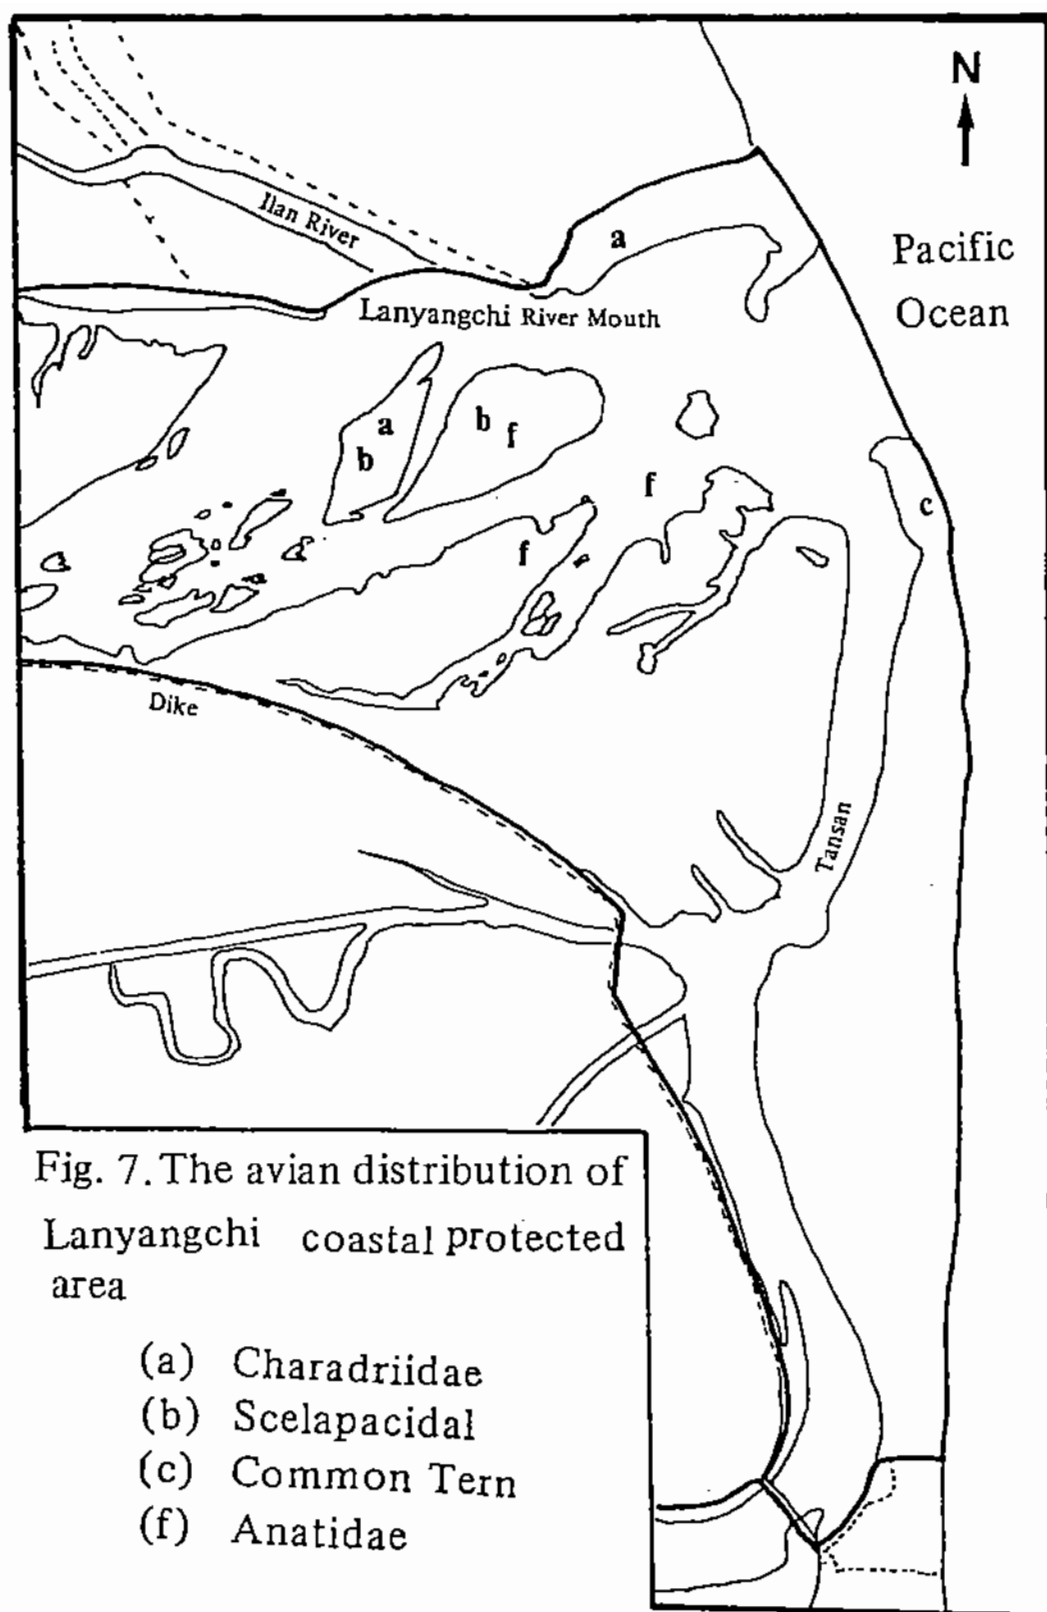 N
Pacific
Ocean
Ilan River
a
Lanyangchi River Mouth
a
b
b
f
f
f
c
Dike
Tansan
Fig. 7. The avian distribution of
Lanyangchi coastal protected
area
(a) Charadriidae
(b) Scelapacidal
(c) Common Tern
(f) Anatidae